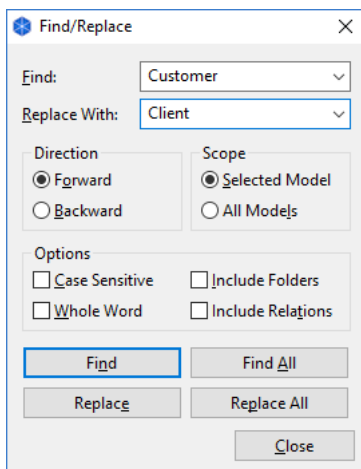 Find/Replace
Find: Customer
Replace With: Client
Direction Scope
Forward Selected Model
Backward All Models
Options
Case Sensitive Include Folders
Whole Word Include Relations
Find Find All
Replace Replace All
Close